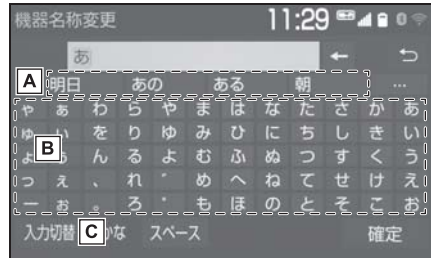 機器名称変更 11:29
あ ←
A 明日 あの ある 朝 …
ゃ ぁ わ ら や ま は な た さ か あ
ゅ ぃ を り ゆ み ひ に ち し き い
ょ ぅ ん る よ む ふ ぬ つ す く う
っ ぇ 、 れ ゛ め へ ね て せ け え
ー ぉ 。 ろ ゜ も ほ の と そ こ お
B
入力切替 C かな スペース 確定